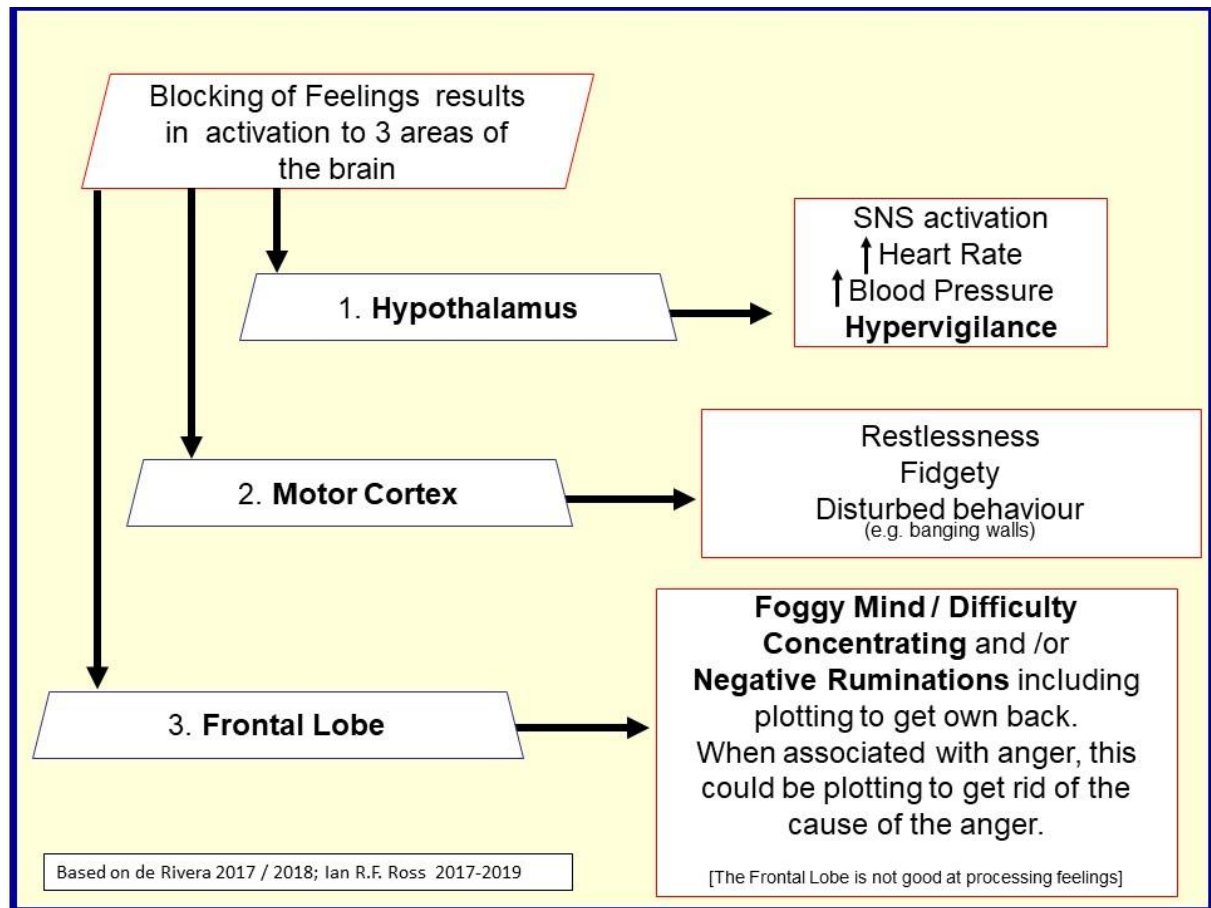 Blocking of Feelings results
in activation to 3 areas of
the brain
1. Hypothalamus
SNS activation
↑ Heart Rate
↑ Blood Pressure
Hypervigilance
2. Motor Cortex
Restlessness
Fidgety
Disturbed behaviour
(e.g. banging walls)
3. Frontal Lobe
Foggy Mind / Difficulty
Concentrating and /or
Negative Ruminations including
plotting to get own back.
When associated with anger, this
could be plotting to get rid of the
cause of the anger.
[The Frontal Lobe is not good at processing feelings]
Based on de Rivera 2017 / 2018; Ian R.F. Ross 2017-2019